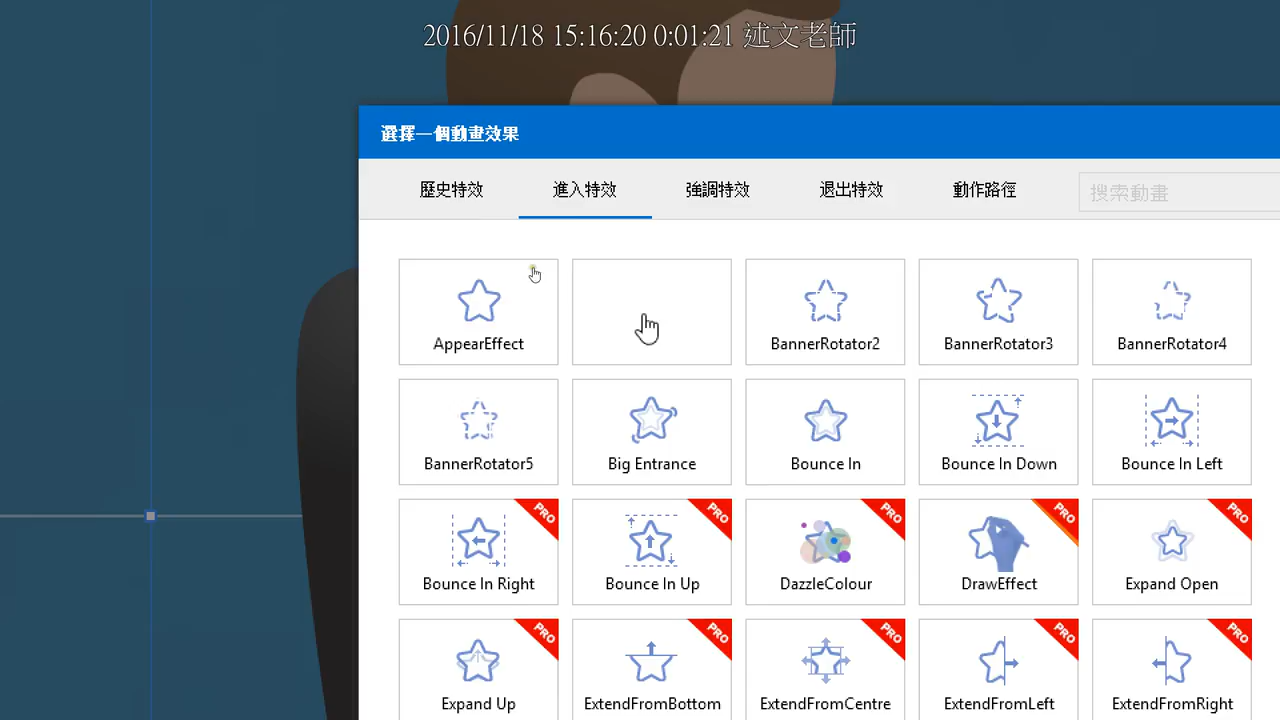 2016/11/18 15:16:20 0:01:21 述文老師
選擇一個動畫效果
歷史特效 進入特效 強調特效 退出特效 動作路徑 搜索動畫
AppearEffect BannerRotator2 BannerRotator3 BannerRotator4
BannerRotator5 Big Entrance Bounce In Bounce In Down Bounce In Left
PRO PRO PRO PRO PRO
Bounce In Right Bounce In Up DazzleColour DrawEffect Expand Open
PRO PRO PRO PRO PRO
Expand Up ExtendFromBottom ExtendFromCentre ExtendFromLeft ExtendFromRight